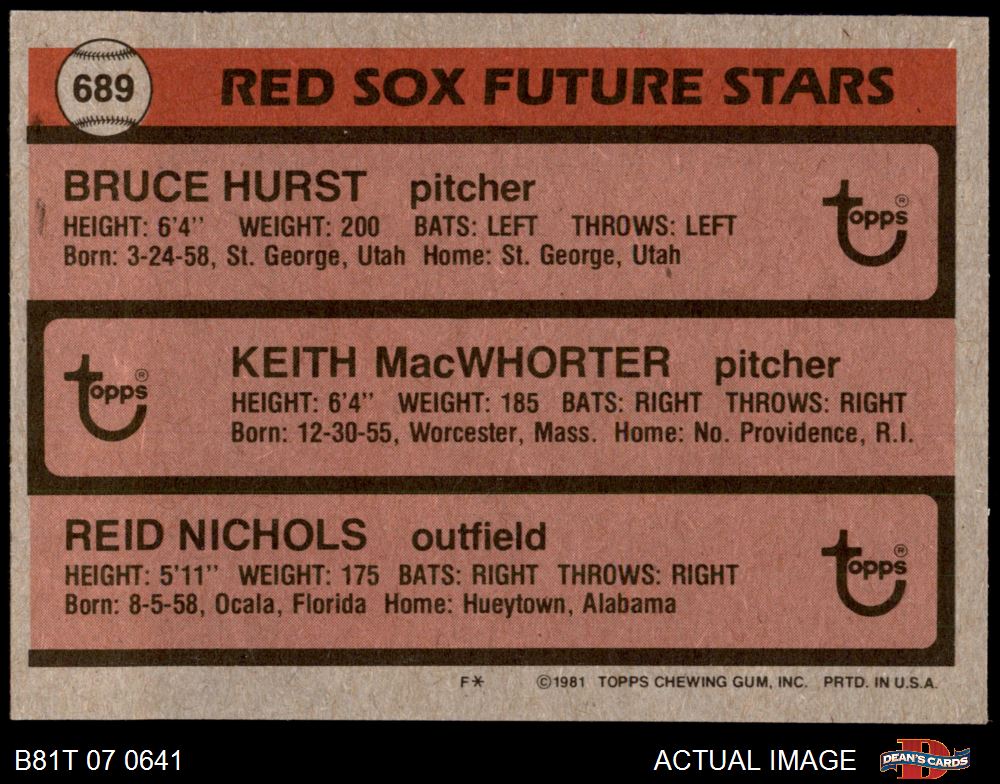 689 RED SOX FUTURE STARS
BRUCE HURST pitcher
HEIGHT: 6'4" WEIGHT: 200 BATS: LEFT THROWS: LEFT
Born: 3-24-58, St. George, Utah Home: St. George, Utah
Topps®
KEITH MacWHORTER pitcher
HEIGHT: 6'4" WEIGHT: 185 BATS: RIGHT THROWS: RIGHT
Born: 12-30-55, Worcester, Mass. Home: No. Providence, R.I.
Topps®
REID NICHOLS outfield
HEIGHT: 5'11" WEIGHT: 175 BATS: RIGHT THROWS: RIGHT
Born: 8-5-58, Ocala, Florida Home: Hueytown, Alabama
Topps®
F* ©1981 TOPPS CHEWING GUM, INC. PRTD. IN U.S.A.
B81T 07 0641 ACTUAL IMAGE D DEAN'S CARDS